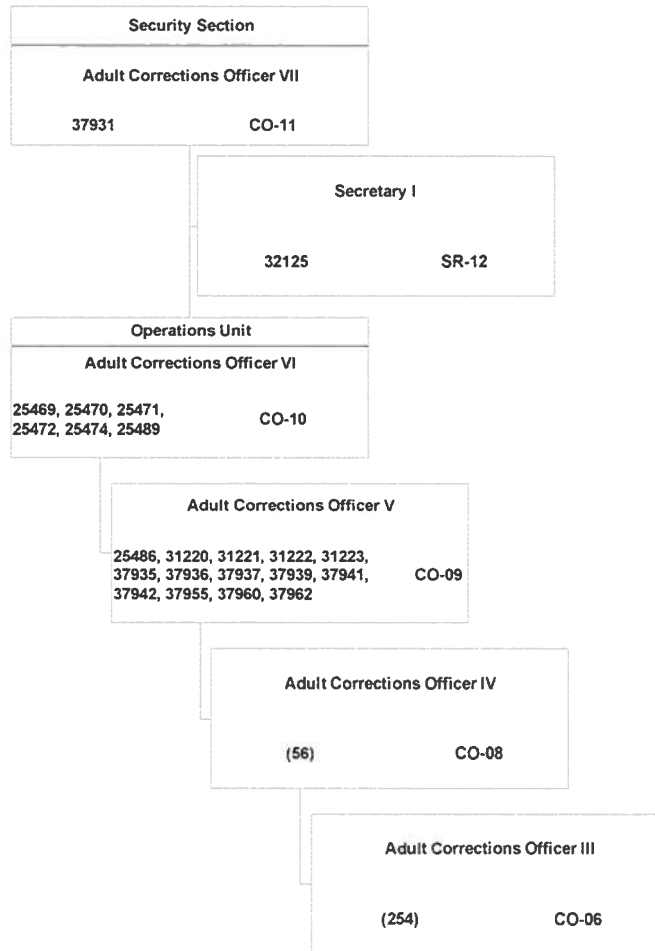 Security Section
Adult Corrections Officer VII
37931 CO-11
Secretary I
32125 SR-12
Operations Unit
Adult Corrections Officer VI
25469, 25470, 25471,
25472, 25474, 25489
CO-10
Adult Corrections Officer V
25486, 31220, 31221, 31222, 31223,
37935, 37936, 37937, 37939, 37941,
37942, 37955, 37960, 37962
CO-09
Adult Corrections Officer IV
(56) CO-08
Adult Corrections Officer III
(254) CO-06